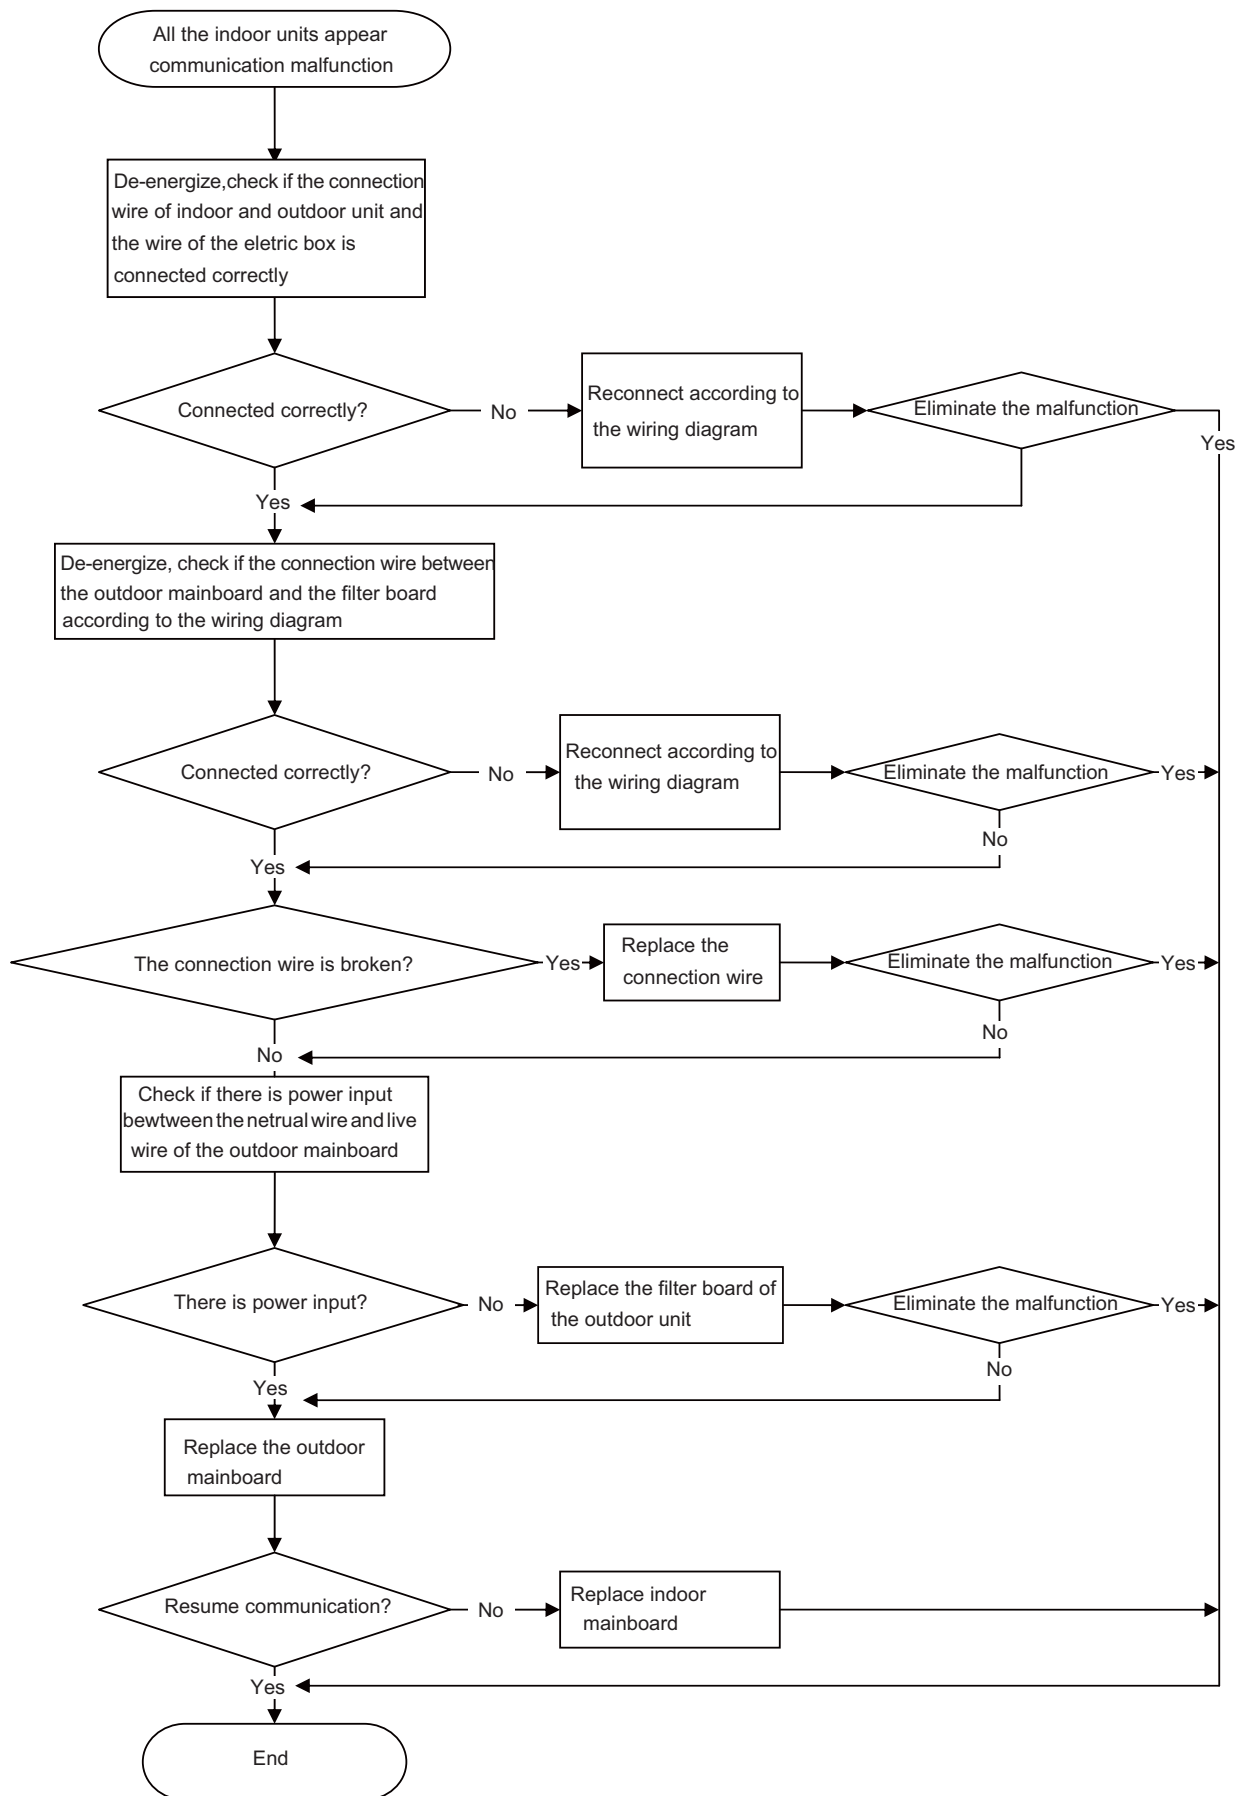 All the indoor units appear
communication malfunction
De-energize,check if the connection
wire of indoor and outdoor unit and
the wire of the eletric box is
connected correctly
Connected correctly?
No
Reconnect according to
the wiring diagram
Eliminate the malfunction
Yes
Yes
De-energize, check if the connection wire between
the outdoor mainboard and the filter board
according to the wiring diagram
Connected correctly?
No
Reconnect according to
the wiring diagram
Eliminate the malfunction
Yes
No
Yes
The connection wire is broken?
Yes
Replace the
connection wire
Eliminate the malfunction
Yes
No
No
Check if there is power input
bewtween the netrual wire and live
wire of the outdoor mainboard
There is power input?
No
Replace the filter board of
the outdoor unit
Eliminate the malfunction
Yes
No
Yes
Replace the outdoor
mainboard
Resume communication?
No
Replace indoor
mainboard
Yes
End